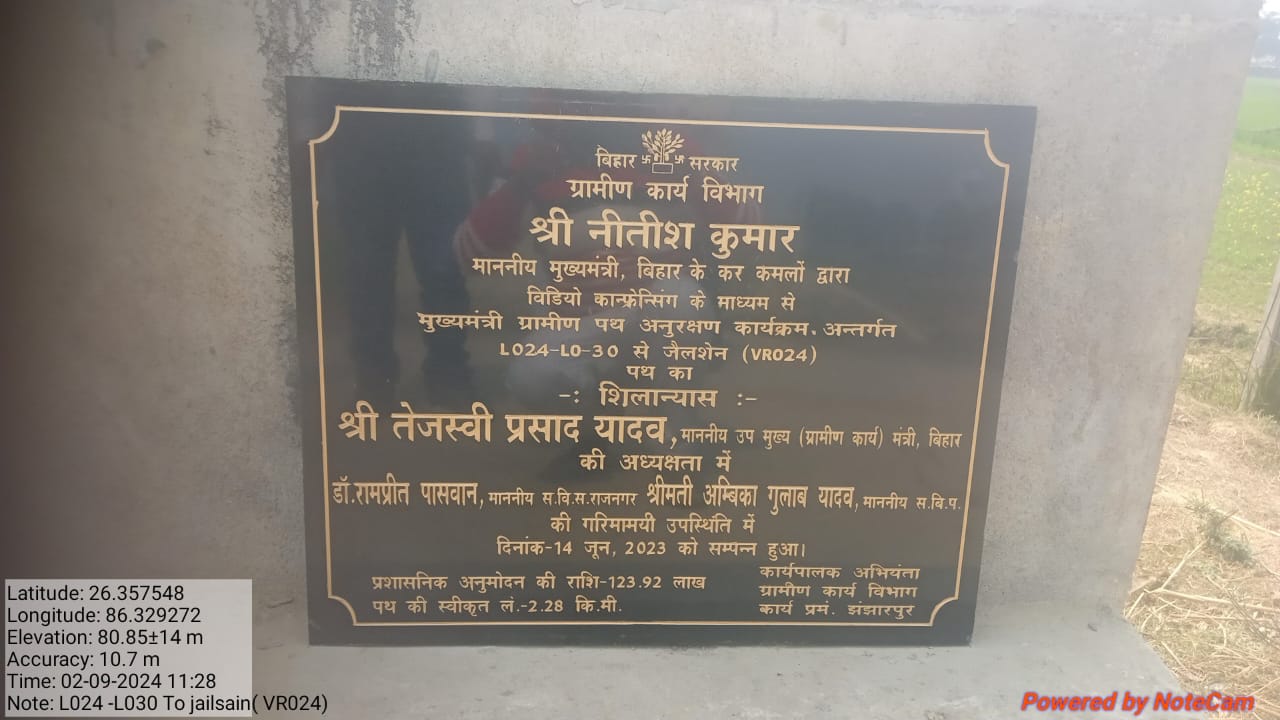 बिहार सरकार
ग्रामीण कार्य विभाग
श्री नीतीश कुमार
माननीय मुख्यमंत्री, बिहार के कर कमलों द्वारा
विडियो कान्फ्रेन्सिंग के माध्यम से
मुख्यमंत्री ग्रामीण पथ अनुरक्षण कार्यक्रम. अन्तर्गत
L024-LO-30 से जैलशेन (VR024)
पथ का
-: शिलान्यास :-
श्री तेजस्वी प्रसाद यादव, माननीय उप मुख्य (ग्रामीण कार्य) मंत्री, बिहार
की अध्यक्षता में
डॉ.रामप्रीत पासवान, माननीय स.वि.स.राजनगर श्रीमती अम्बिका गुलाब यादव, माननीय स.बि.प.
की गरिमामयी उपस्थिति में
दिनांक-14 जून, 2023 को सम्पन्न हुआ।
प्रशासनिक अनुमोदन की राशि-123.92 लाख
पथ की स्वीकृत लं.-2.28 कि.मी.
कार्यपालक अभियंता
ग्रामीण कार्य विभाग
कार्य प्रमं. झंझारपुर
Latitude: 26.357548
Longitude: 86.329272
Elevation: 80.85±14 m
Accuracy: 10.7 m
Time: 02-09-2024 11:28
Note: L024 -L030 To jailsain( VR024)
Powered by NoteCam